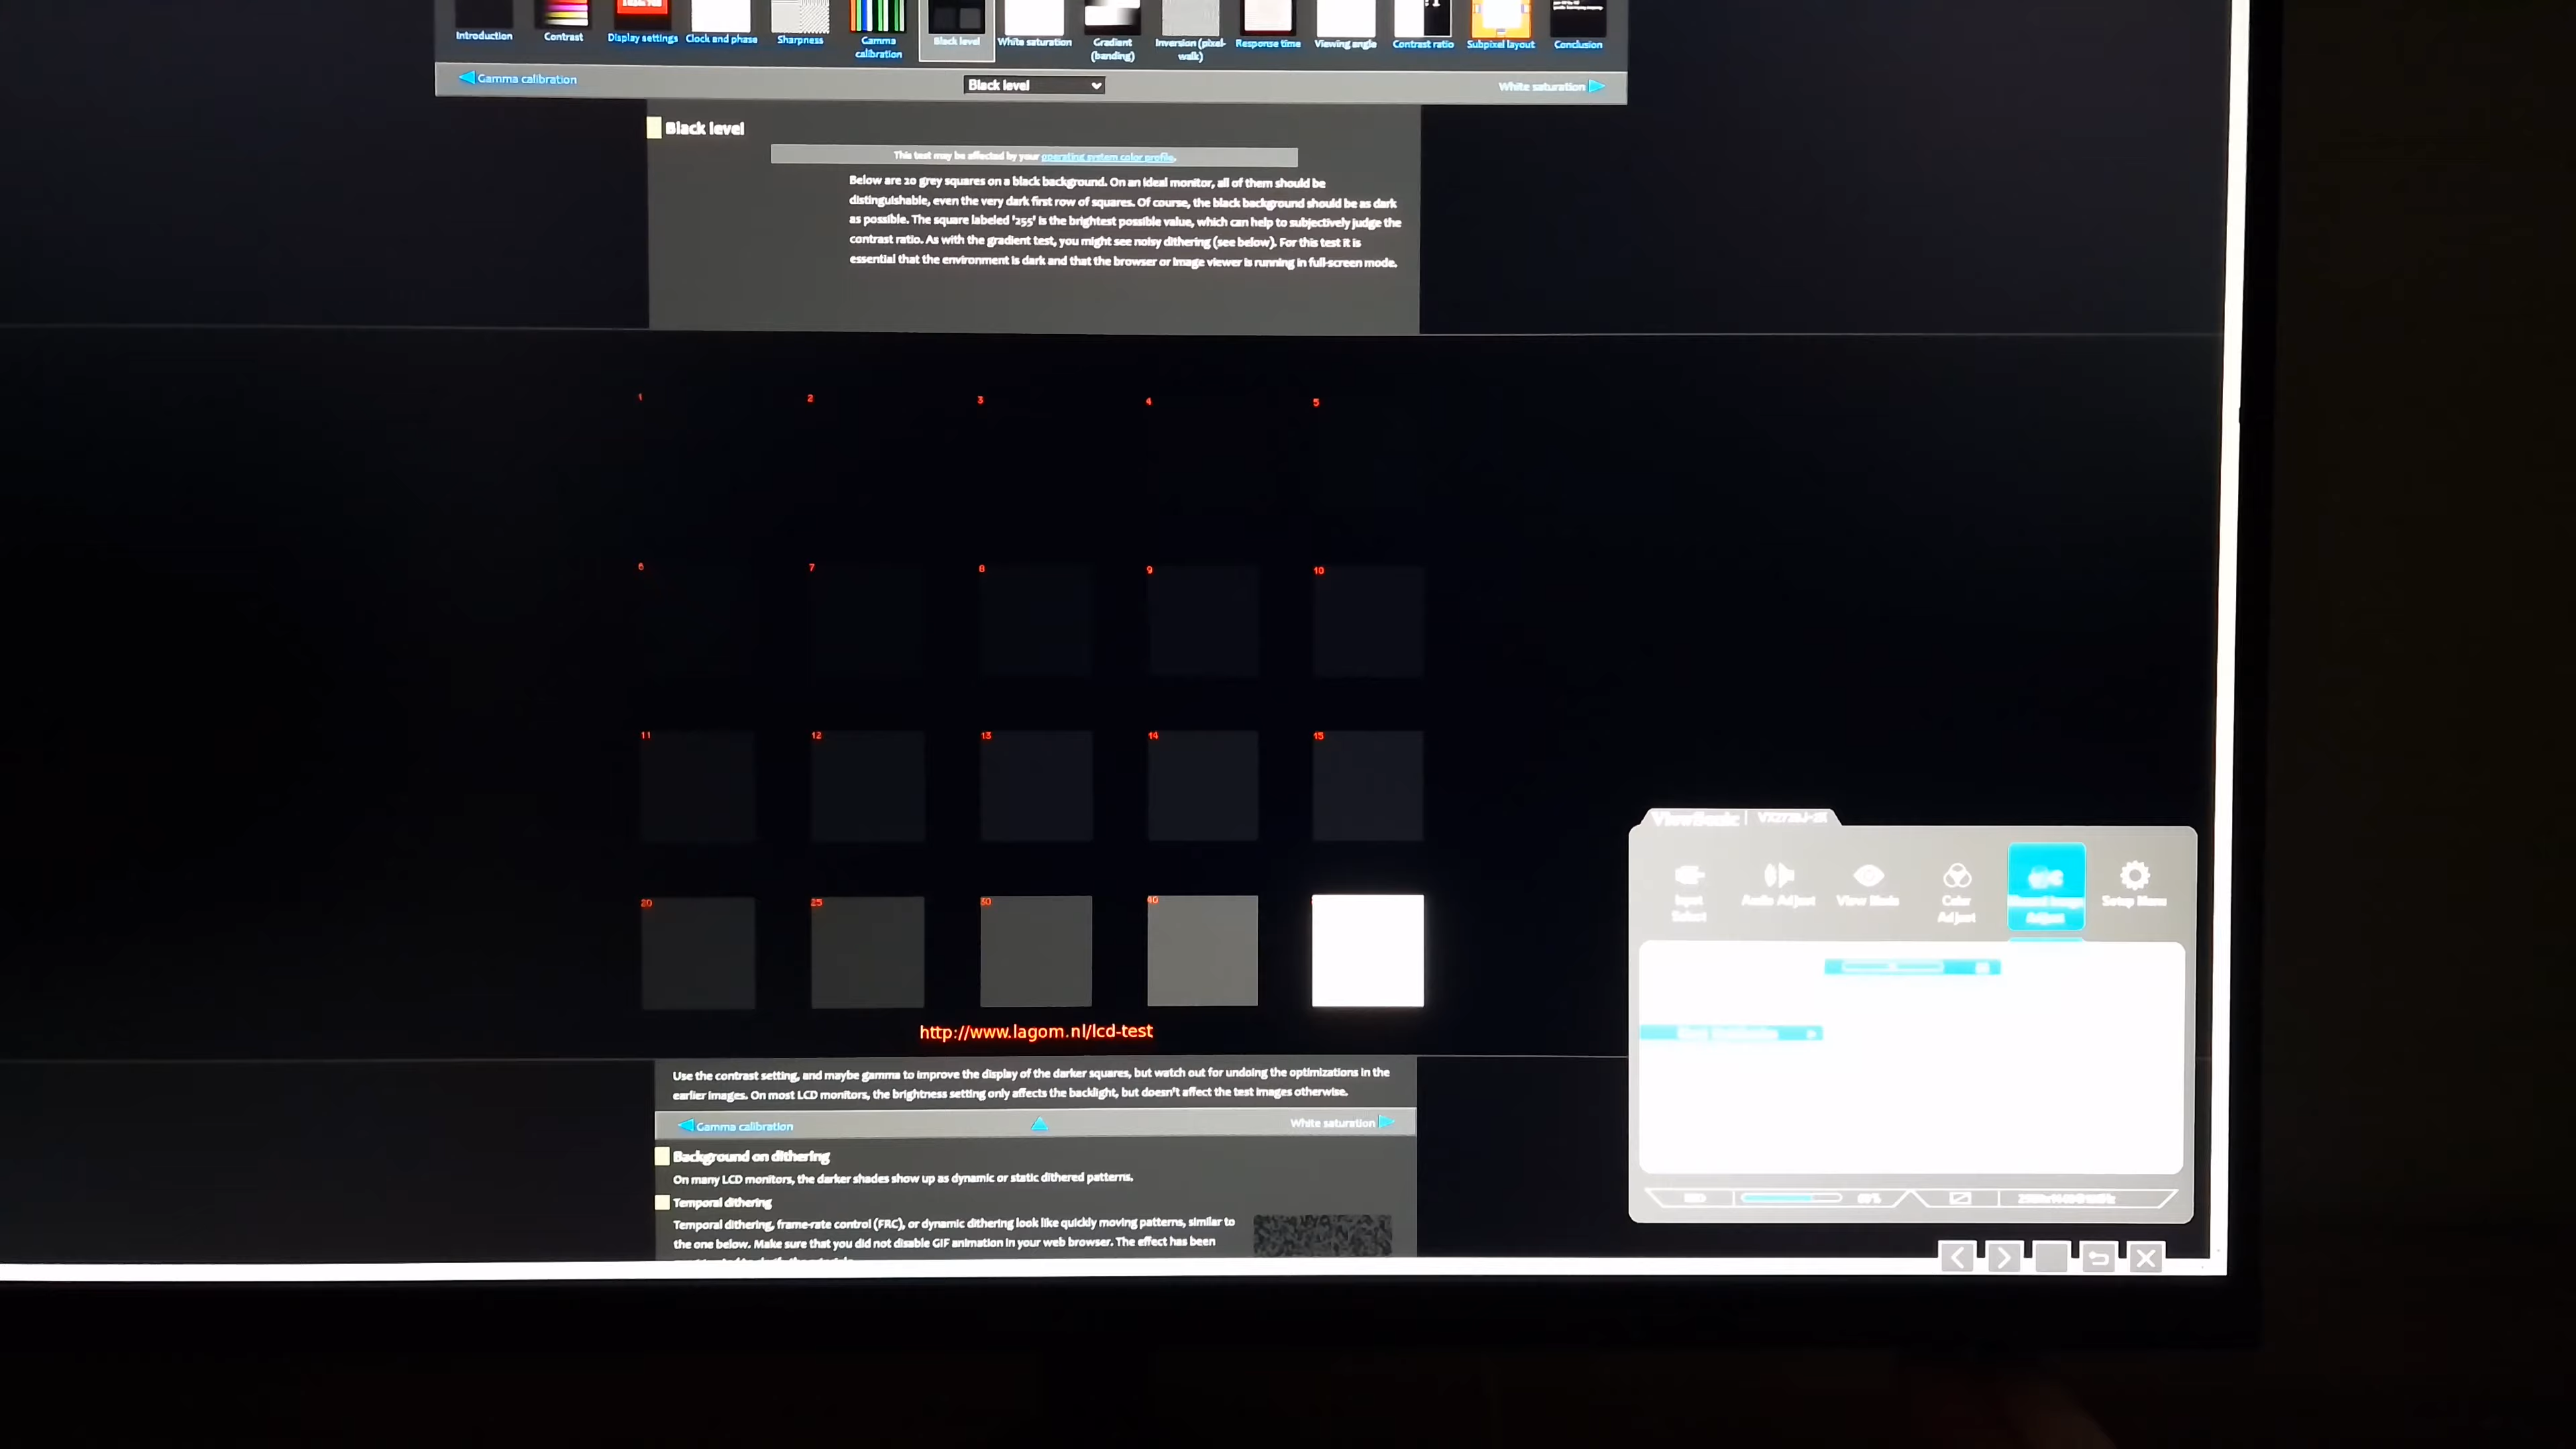 Introduction
Contrast
Display settings
Clock and phase
Sharpness
Gamma
calibration
Black level
White saturation
Gradient
(banding)
Inversion (pixel-
walk)
Response time
Viewing angle
Contrast ratio
Subpixel layout
Conclusion
Gamma calibration
Black level
White saturation
Black level
This test may be affected by your operating system color profile.
Below are 20 grey squares on a black background. On an ideal monitor, all of them should be
distinguishable, even the very dark first row of squares. Of course, the black background should be as dark
as possible. The square labeled '255' is the brightest possible value, which can help to subjectively judge the
contrast ratio. As with the gradient test, you might see noisy dithering (see below). For this test it is
essential that the environment is dark and that the browser or image viewer is running in full-screen mode.
1 2 3 4 5
6 7 8 9 10
11 12 13 14 15
20 25 30 40
http://www.lagom.nl/lcd-test
Use the contrast setting, and maybe gamma to improve the display of the darker squares, but watch out for undoing the optimizations in the
earlier images. On most LCD monitors, the brightness setting only affects the backlight, but doesn't affect the test images otherwise.
Gamma calibration
White saturation
Background on dithering
On many LCD monitors, the darker shades show up as dynamic or static dithered patterns.
Temporal dithering
Temporal dithering, frame-rate control (FRC), or dynamic dithering look like quickly moving patterns, similar to
the one below. Make sure that you did not disable GIF animation in your web browser. The effect has been
ViewSonic
Input
Select
Audio Adjust
View Mode
Color
Adjust
Manual Image
Adjust
Setup Menu